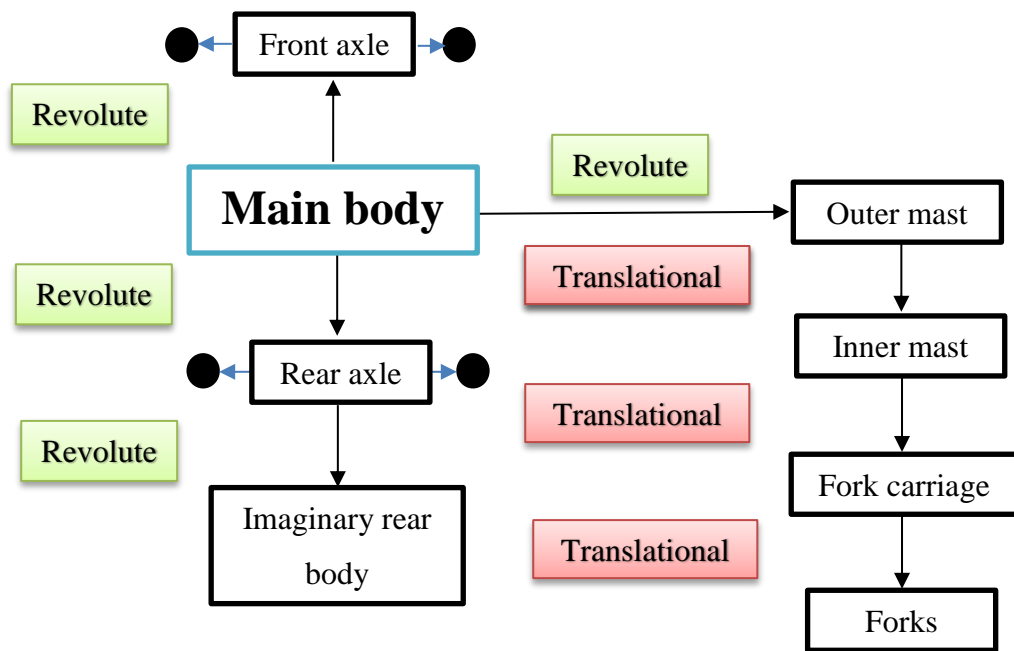 Front axle
Revolute
Revolute
Main body
Outer mast
Translational
Revolute
Inner mast
Rear axle
Translational
Revolute
Fork carriage
Imaginary rear
body
Translational
Forks